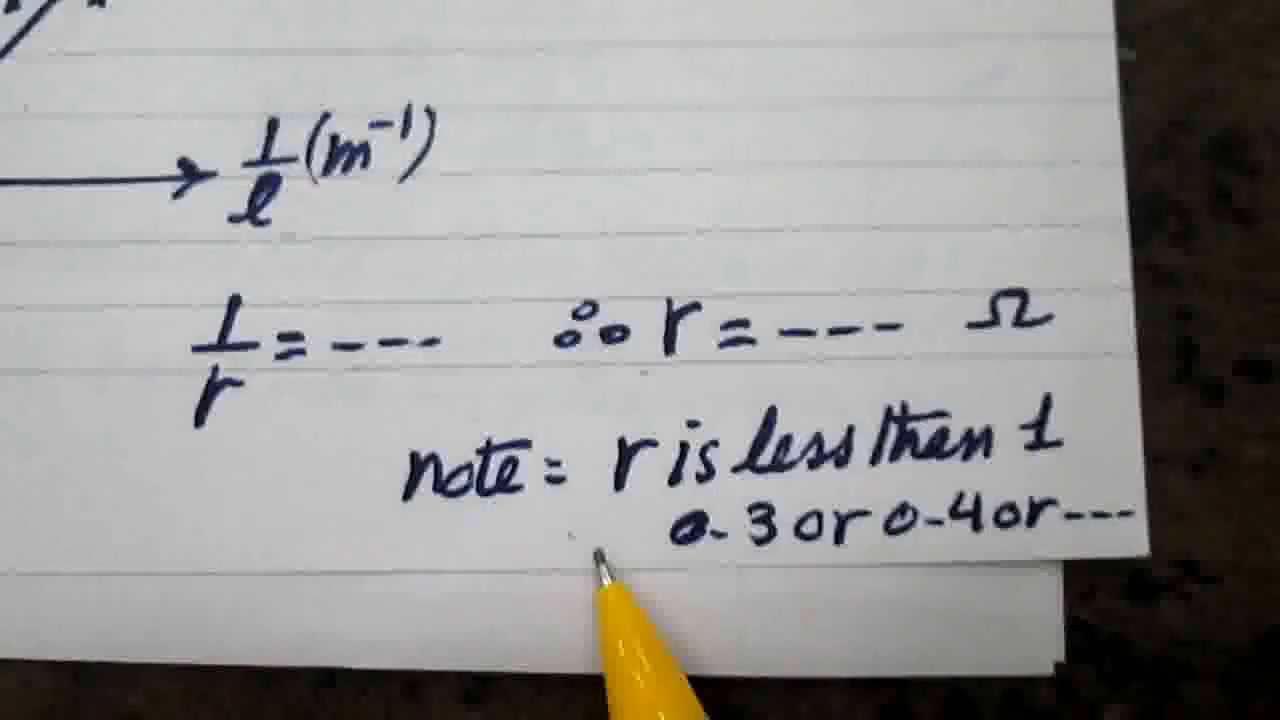 1/l (m⁻¹)
1/r = --- ∴ r = --- Ω
note = r is less than 1
0.3 or 0.4 or ---